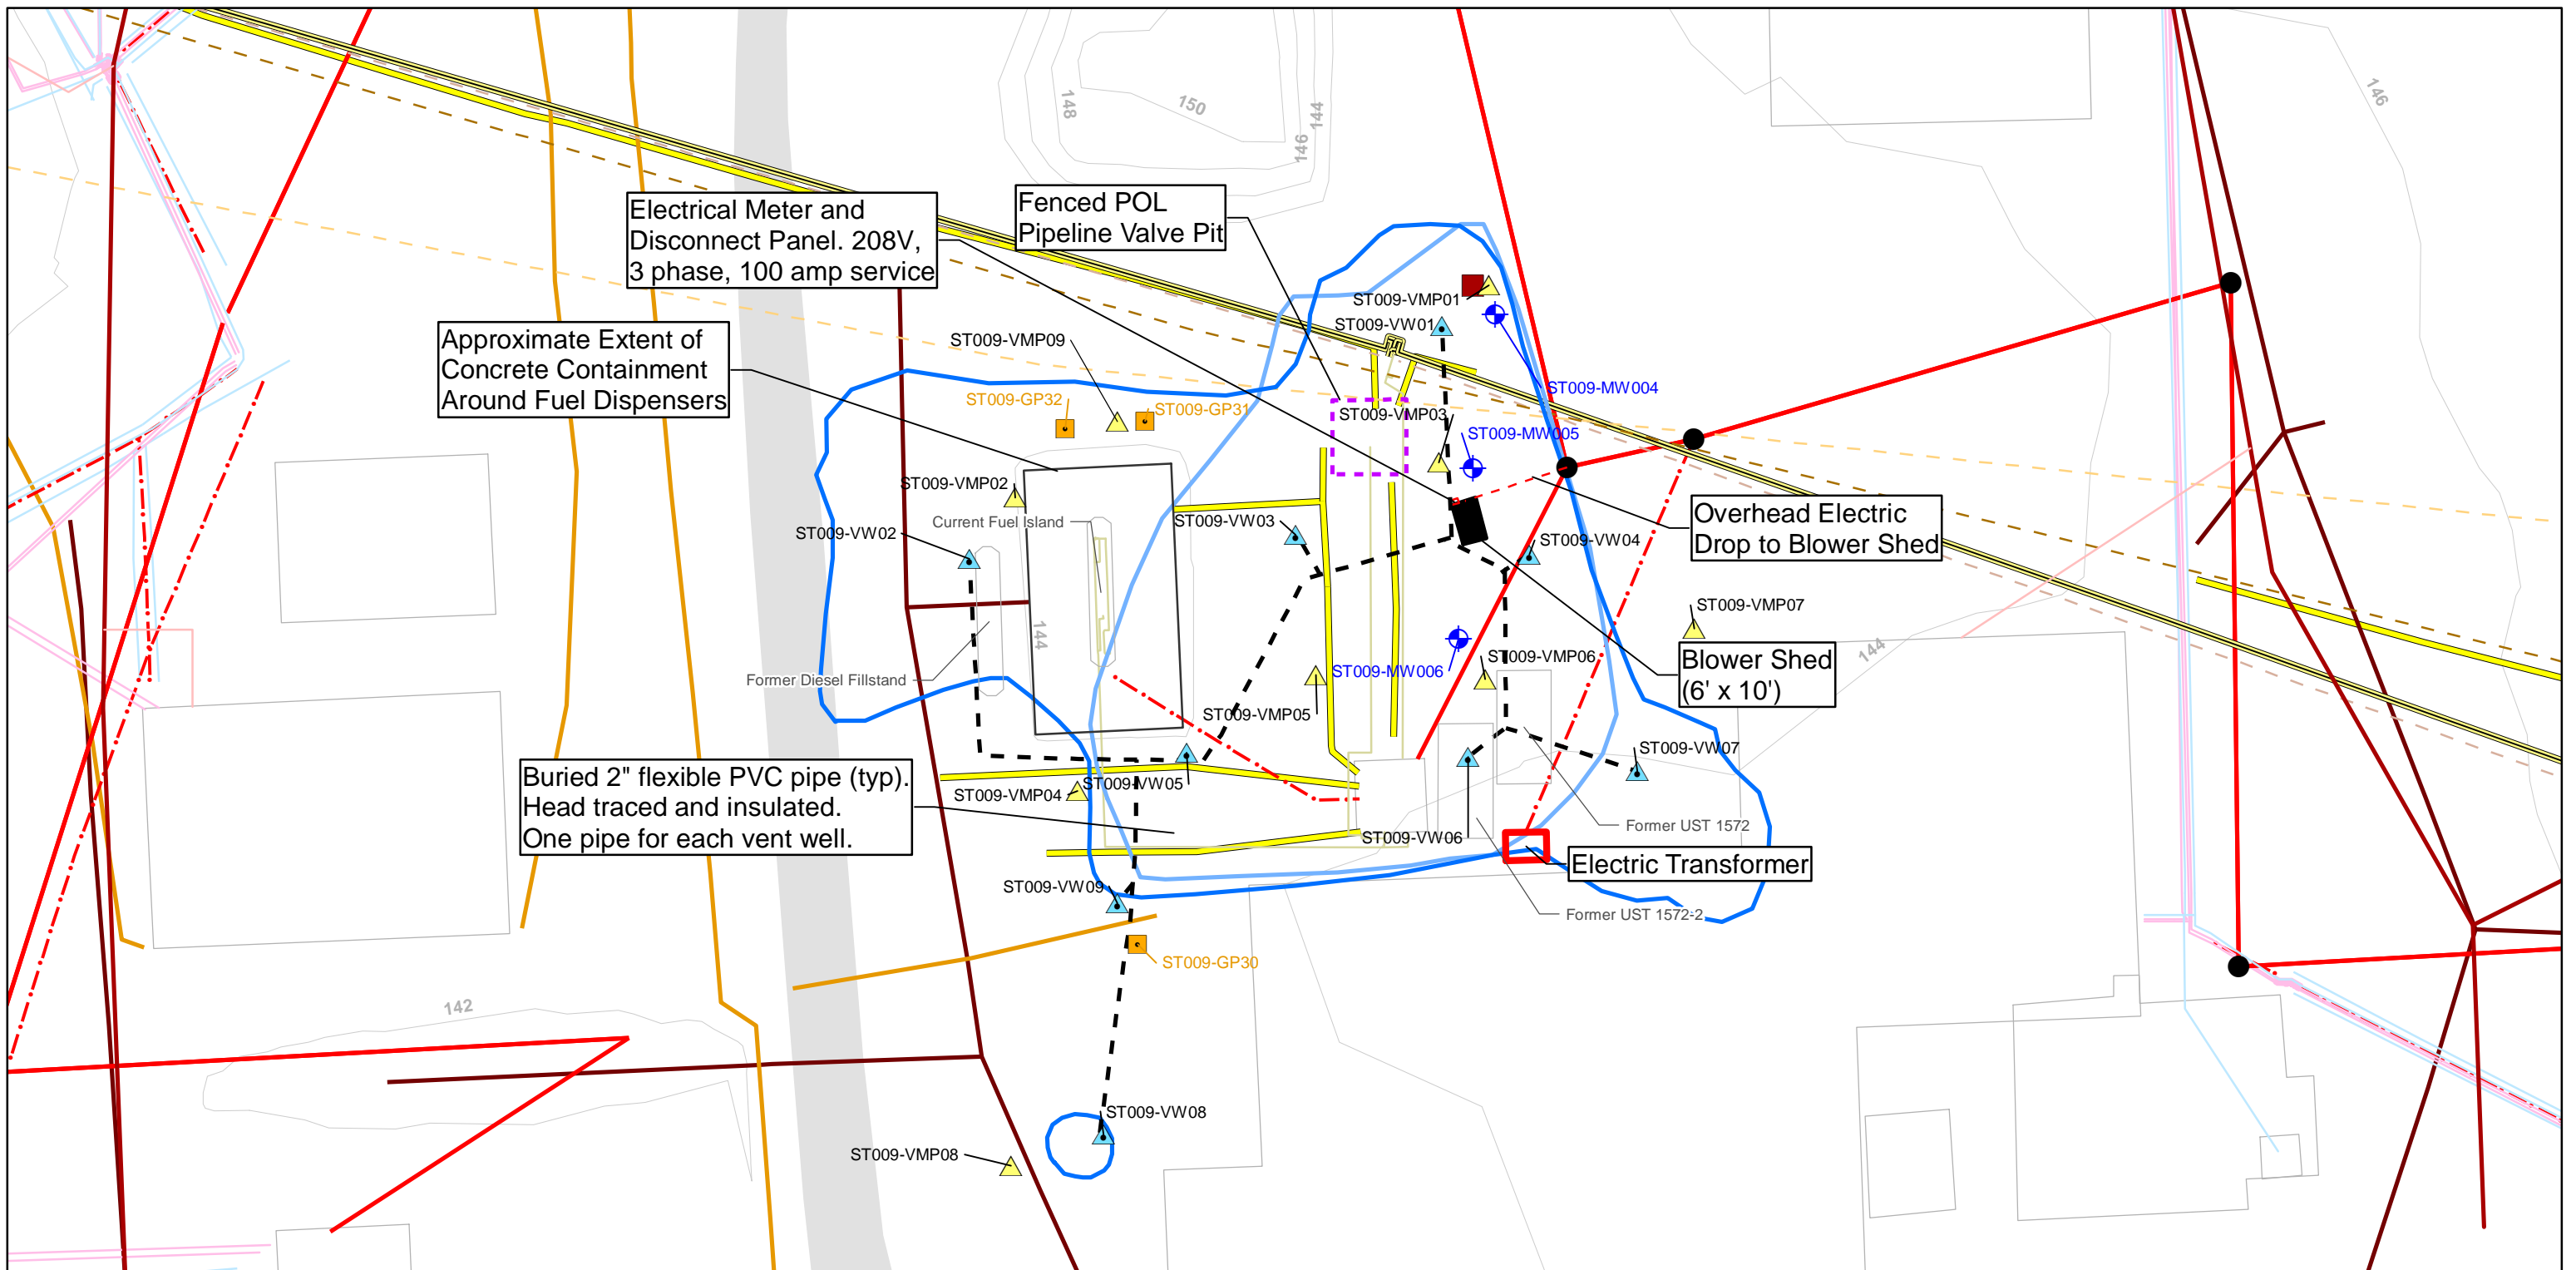 148
150
144
146
146
Electrical Meter and
Disconnect Panel. 208V,
3 phase, 100 amp service
Fenced POL
Pipeline Valve Pit
ST009-VMP01
ST009-VW01
ST009-VMP09
Approximate Extent of
Concrete Containment
Around Fuel Dispensers
ST009-GP32
ST009-GP31
ST009-MW004
ST009-VMP03
ST009-MW005
ST009-VMP02
Current Fuel Island
ST009-VW03
ST009-VW02
ST009-VW04
Overhead Electric
Drop to Blower Shed
ST009-VMP07
144
144
Former Diesel Fillstand
ST009-MW006
ST009-VMP06
Blower Shed
(6' x 10')
ST009-VMP05
ST009-VW07
Buried 2" flexible PVC pipe (typ).
Head traced and insulated.
One pipe for each vent well.
ST009-VMP04
ST009-VW05
ST009-VW06
Former UST 1572
Electric Transformer
ST009-VW09
Former UST 1572-2
ST009-GP30
142
ST009-VW08
ST009-VMP08